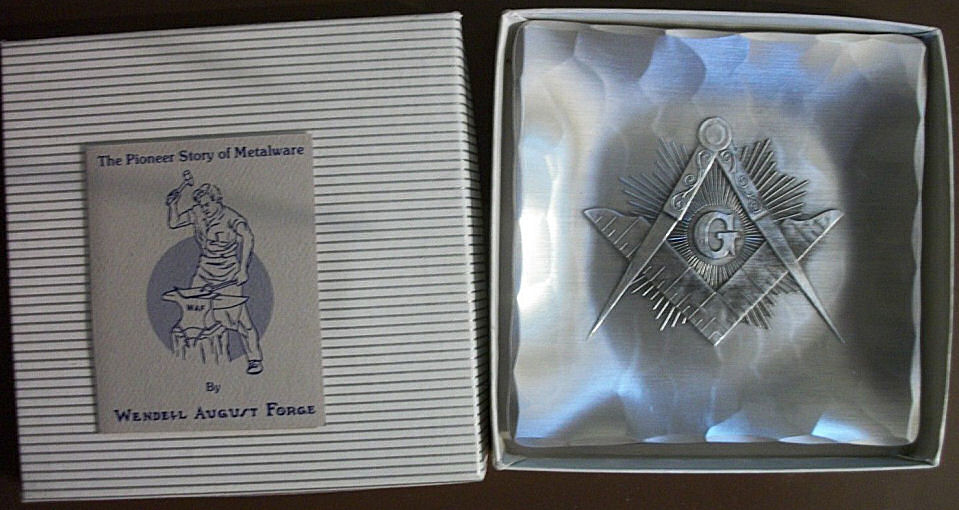 The Pioneer Story of Metalware
WAF
By
WENDELL AUGUST FORGE
G